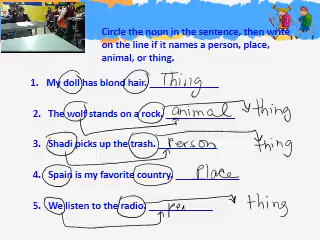 Circle the noun in the sentence, then write
on the line if it names a person, place,
animal, or thing.
1. My doll has blond hair. Thing
2. The wolf stands on a rock. animal thing
3. Shadi picks up the trash. Person thing
4. Spain is my favorite country. Place
5. We listen to the radio. pe thing